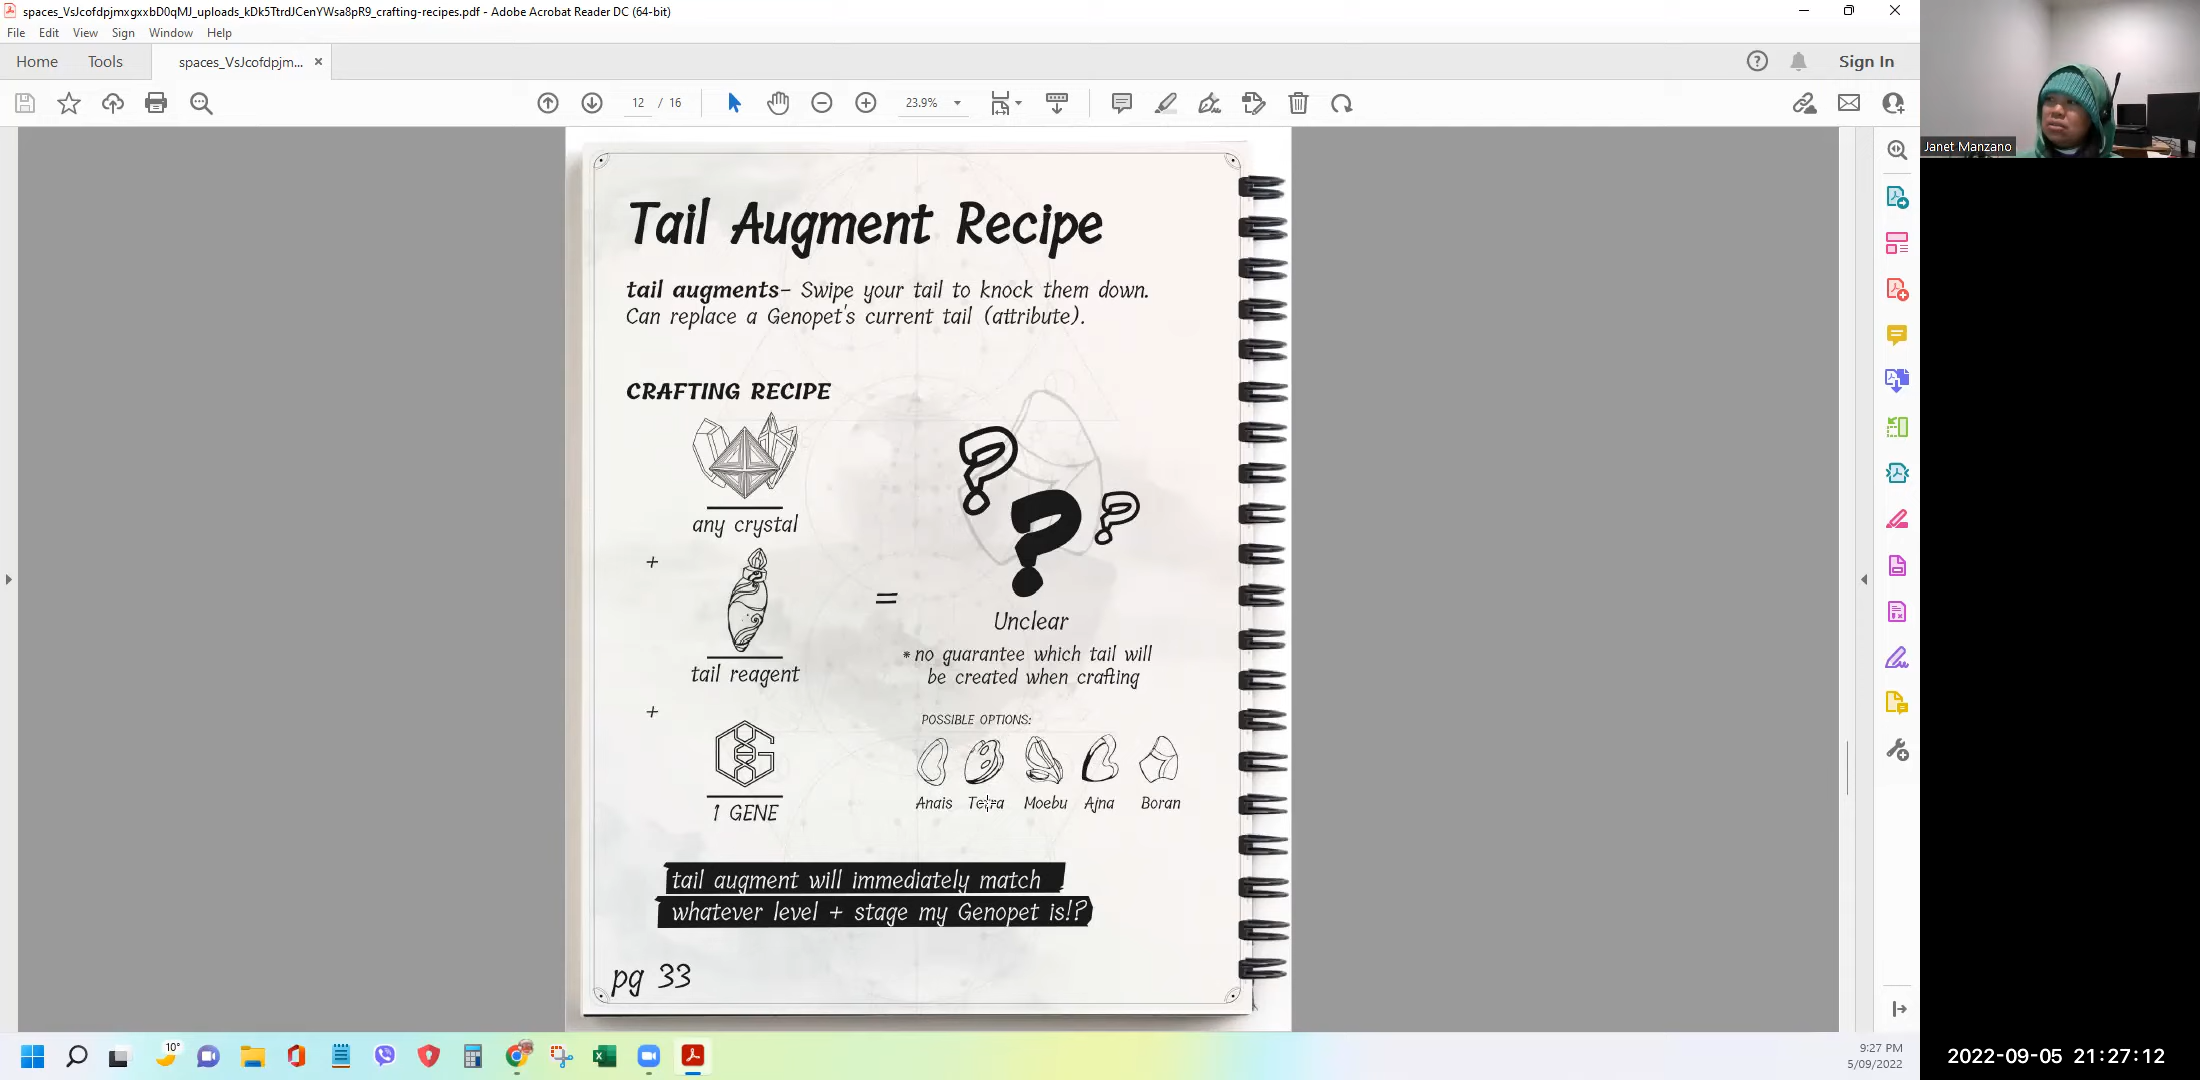 spaces_VsJcofdpjmxgxxbD0qMJ_uploads_kDk5TtrdJCenYWsa8pR9_crafting-recipes.pdf - Adobe Acrobat Reader DC (64-bit)
File Edit View Sign Window Help
Home Tools spaces_VsJcofdpjm... Sign In
12 / 16 23.9%
Janet Manzano
Tail Augment Recipe
tail augments- Swipe your tail to knock them down.
Can replace a Genopet's current tail (attribute).
CRAFTING RECIPE
any crystal
+
tail reagent
+
1 GENE
=
? ? ?
Unclear
*no guarantee which tail will
be created when crafting
POSSIBLE OPTIONS:
Anais Tetra Moebu Ajna Boran
tail augment will immediately match
whatever level + stage my Genopet is!?
pg 33
10°
9:27 PM
5/09/2022
2022-09-05 21:27:12